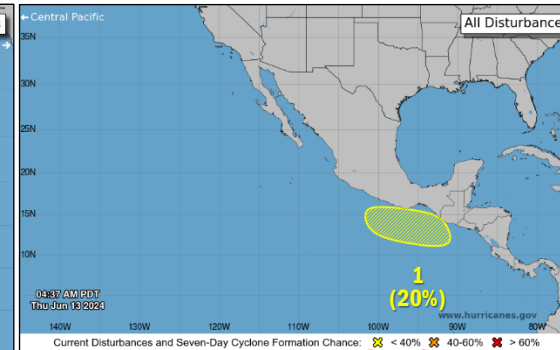 ←Central Pacific
All Disturbance
35N
30N
25N
20N
15N
10N
1
(20%)
04:37 AM PDT
Thu Jun 13 2024
www.hurricanes.gov
140W 130W 120W 110W 100W 90W 80W
Current Disturbances and Seven-Day Cyclone Formation Chance: < 40% 40-60% > 60%